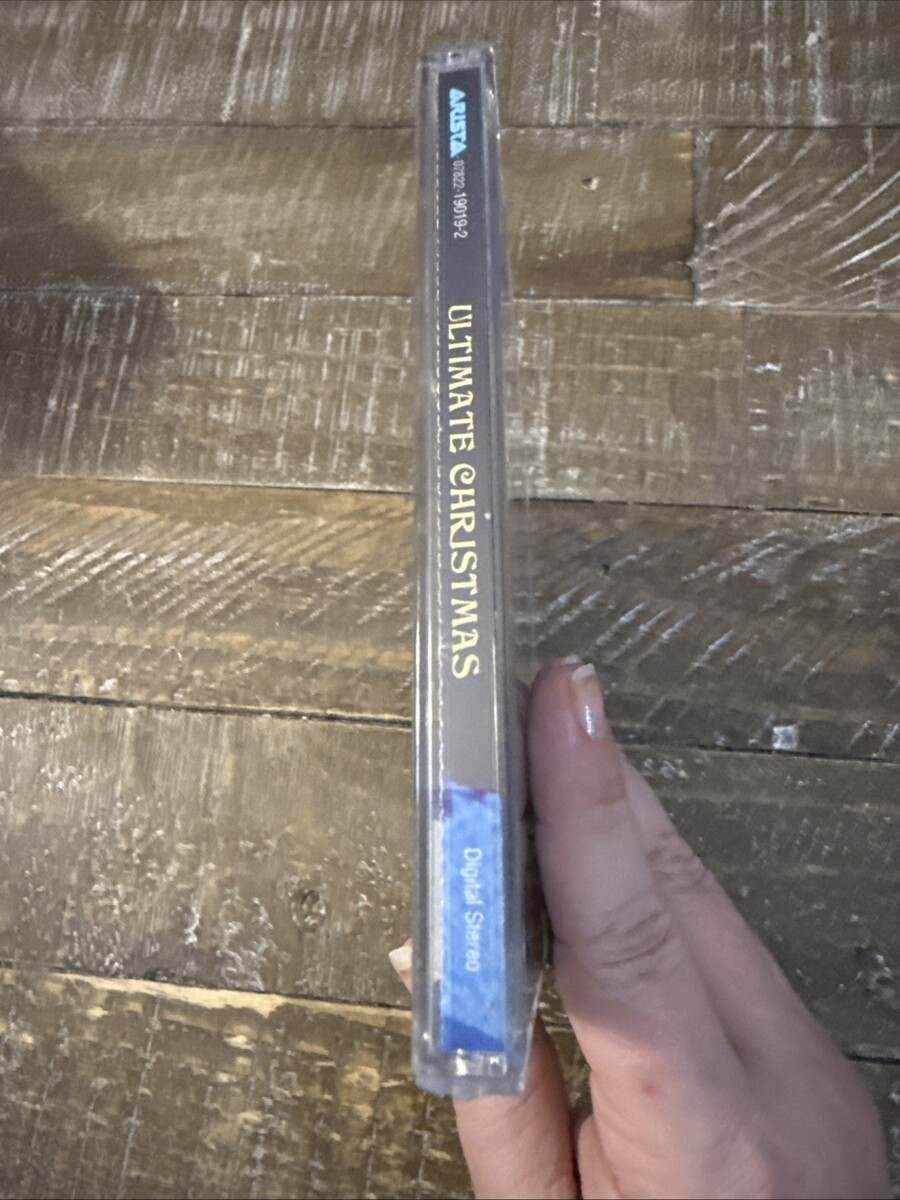 ARISTA 07822-19019-2
ULTIMATE CHRISTMAS
Digital Stereo